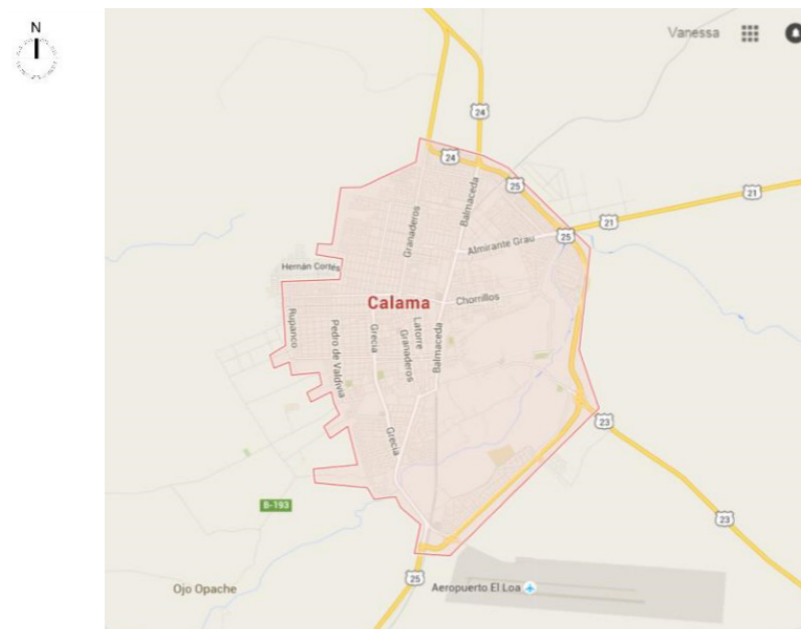 N
Vanessa
24
24
25
21
21
25
Balmaceda
Granaderos
Almirante Grau
Hernán Cortés
Calama
Chorrillos
Rupanco
Pedro de Valdivia
Grecia
Latorre
Granaderos
Balmaceda
Grecia
23
B-193
23
25
Ojo Opache
Aeropuerto El Loa